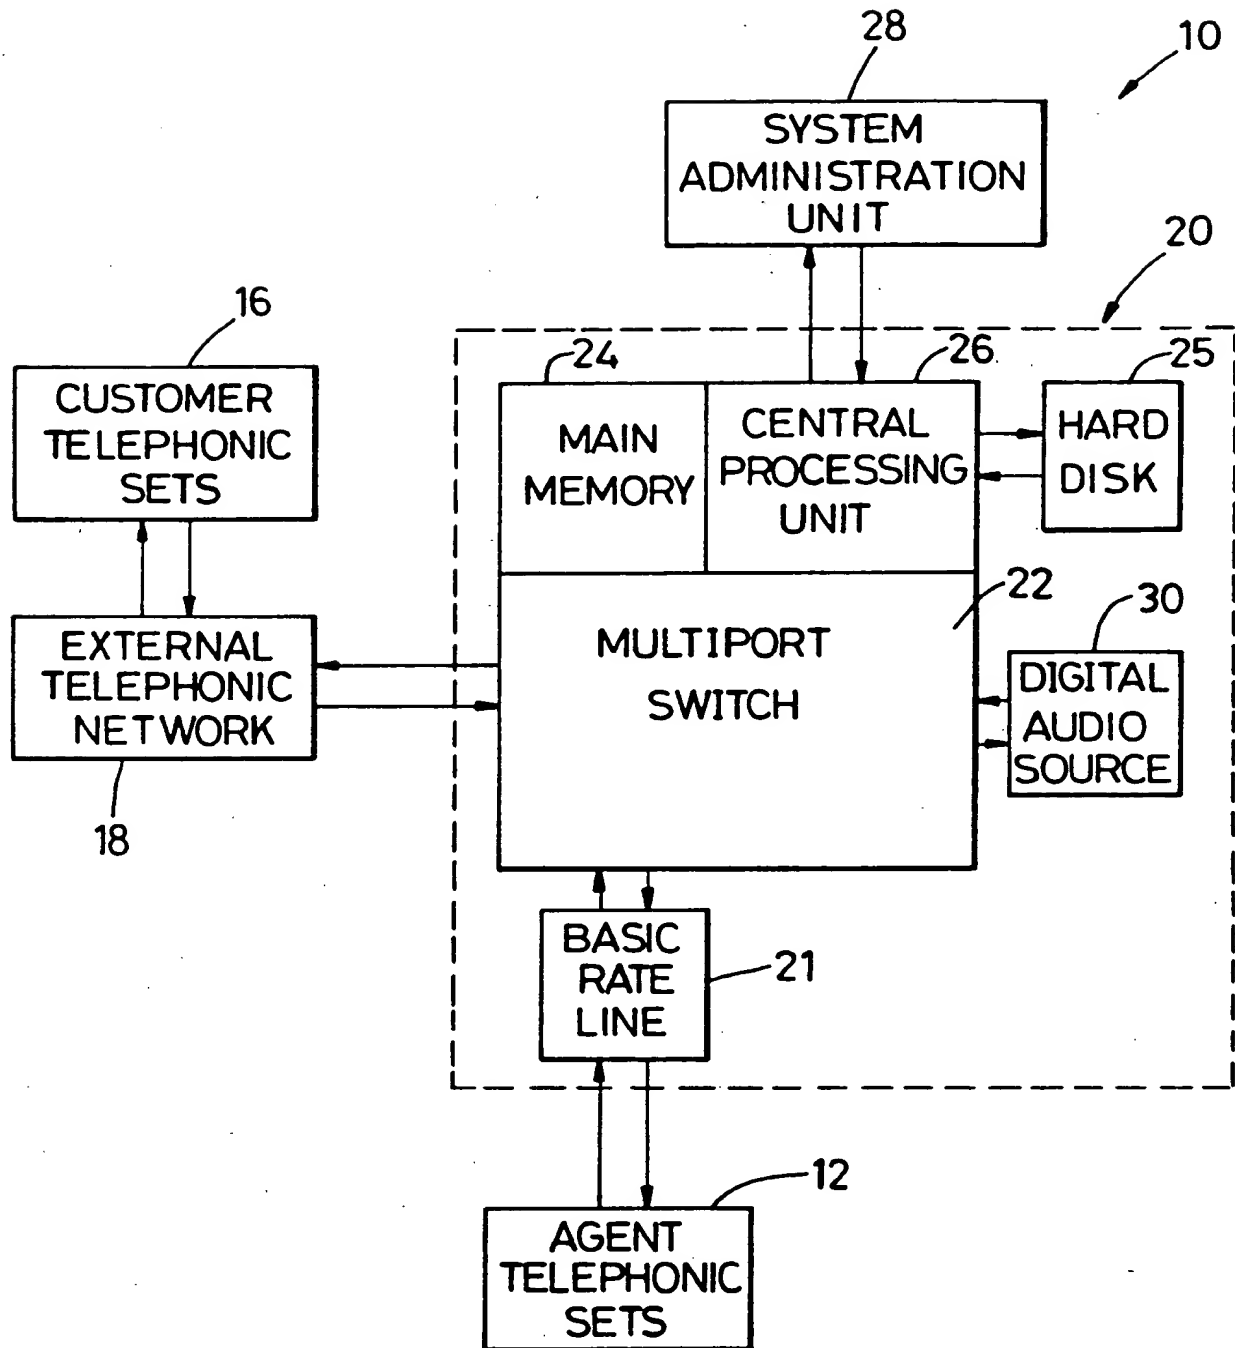 28
10
SYSTEM
ADMINISTRATION
UNIT
20
16
CUSTOMER
TELEPHONIC
SETS
24
26
25
MAIN
MEMORY
CENTRAL
PROCESSING
UNIT
HARD
DISK
EXTERNAL
TELEPHONIC
NETWORK
18
MULTIPORT
SWITCH
22
30
DIGITAL
AUDIO
SOURCE
BASIC
RATE
LINE
21
12
AGENT
TELEPHONIC
SETS